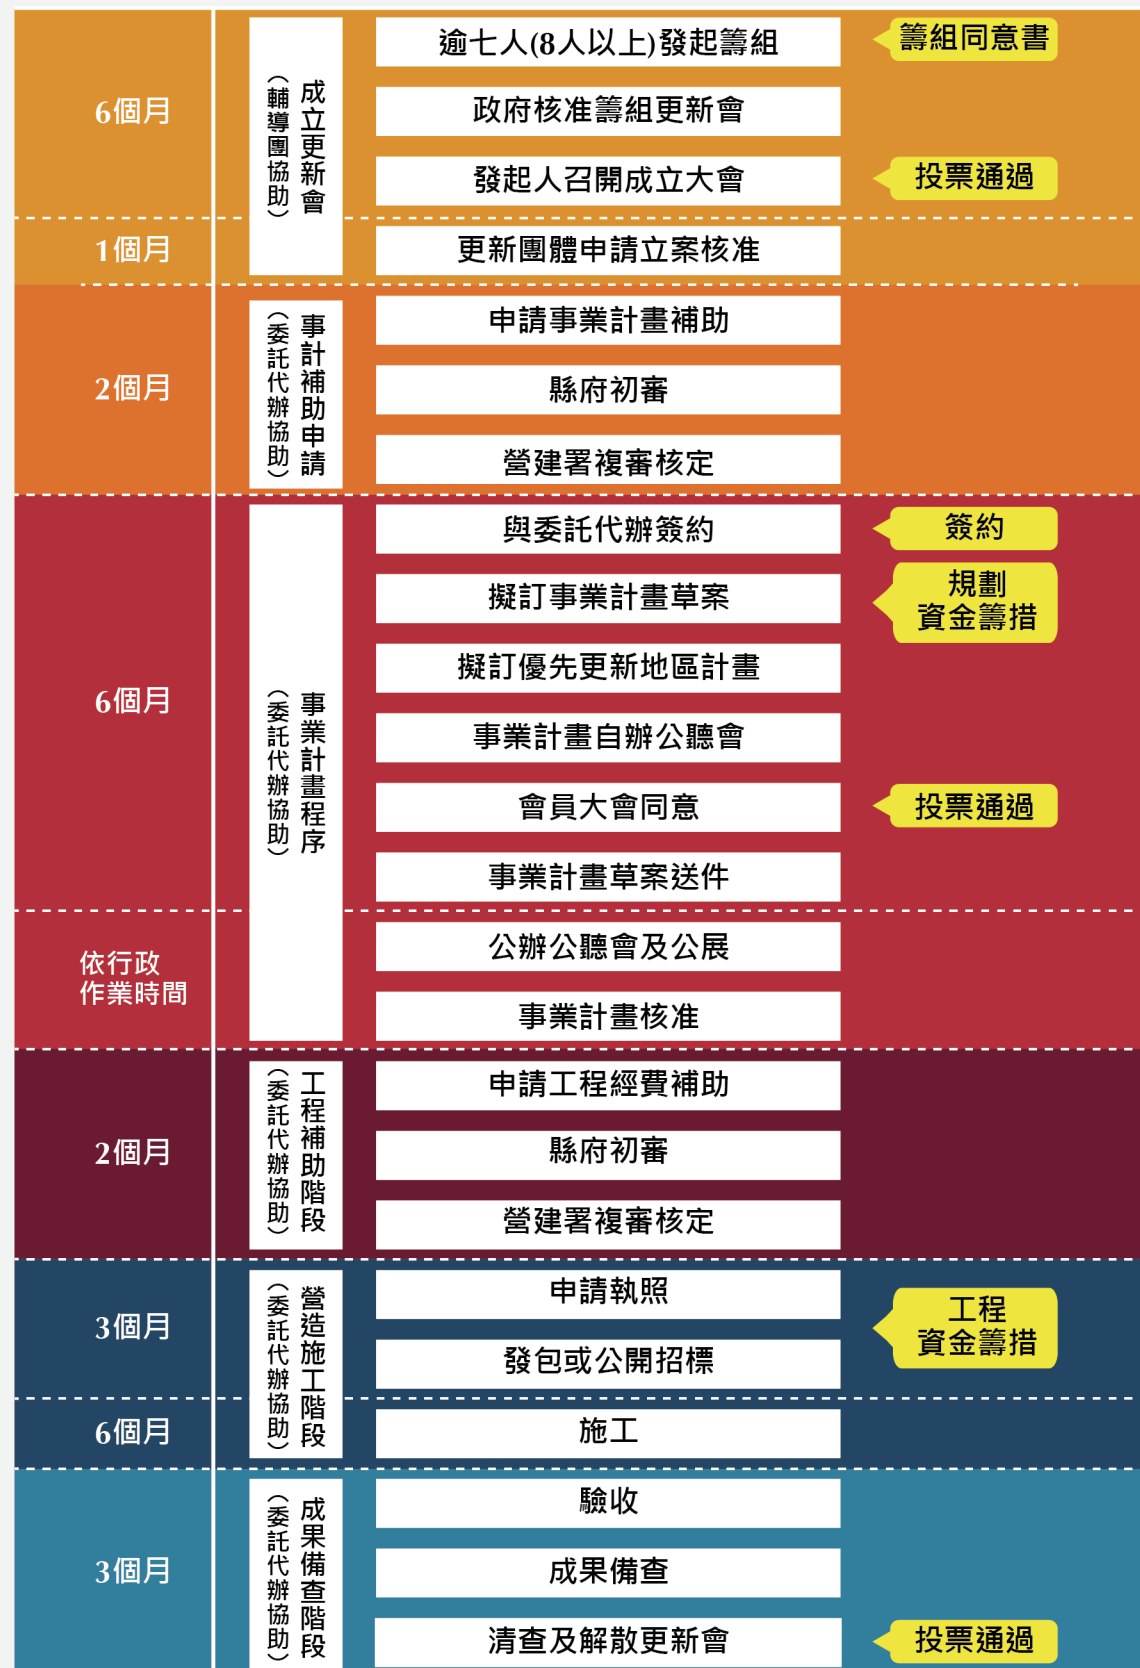 6個月
成立更新會
（輔導團協助）
逾七人(8人以上)發起籌組
籌組同意書
政府核准籌組更新會
發起人召開成立大會
投票通過
1個月
更新團體申請立案核准
2個月
事計補助申請
（委託代辦協助）
申請事業計畫補助
縣府初審
營建署複審核定
6個月
事業計畫程序
（委託代辦協助）
與委託代辦簽約
簽約
擬訂事業計畫草案
規劃
資金籌措
擬訂優先更新地區計畫
事業計畫自辦公聽會
會員大會同意
投票通過
事業計畫草案送件
依行政
作業時間
公辦公聽會及公展
事業計畫核准
2個月
工程補助階段
（委託代辦協助）
申請工程經費補助
縣府初審
營建署複審核定
3個月
營造施工階段
（委託代辦協助）
申請執照
工程
資金籌措
發包或公開招標
6個月
施工
3個月
成果備查階段
（委託代辦協助）
驗收
成果備查
清查及解散更新會
投票通過